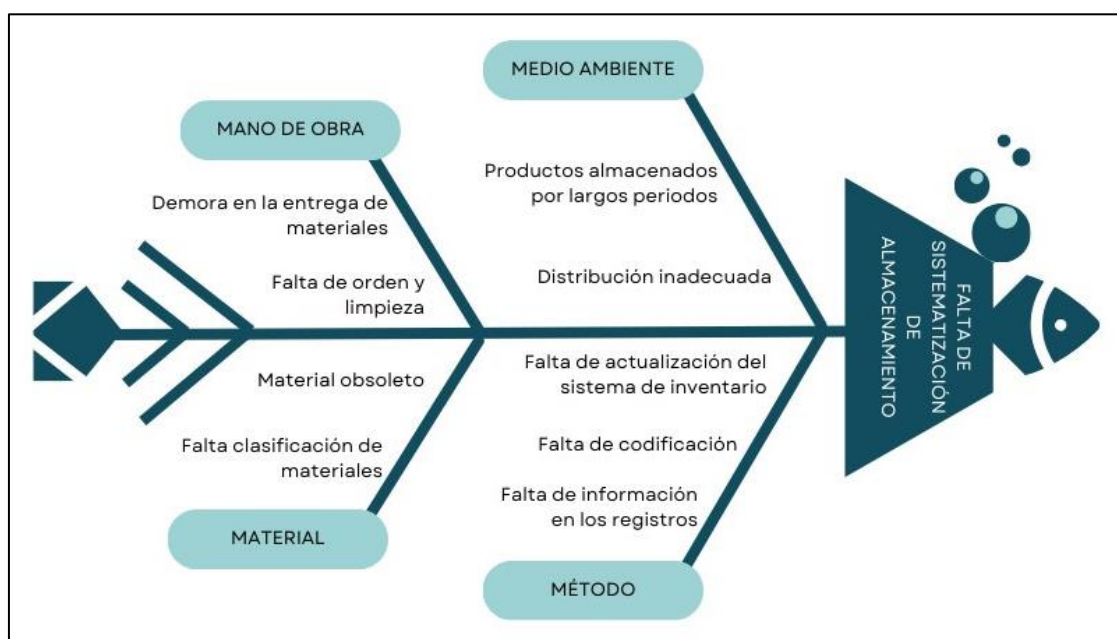 MEDIO AMBIENTE
MANO DE OBRA
Productos almacenados
por largos periodos
Demora en la entrega de
materiales
Distribución inadecuada
Falta de orden y
limpieza
FALTA DE
SISTEMATIZACIÓN
DE
ALMACENAMIENTO
Material obsoleto
Falta de actualización del
sistema de inventario
Falta clasificación de
materiales
Falta de codificación
Falta de información
en los registros
MATERIAL
MÉTODO